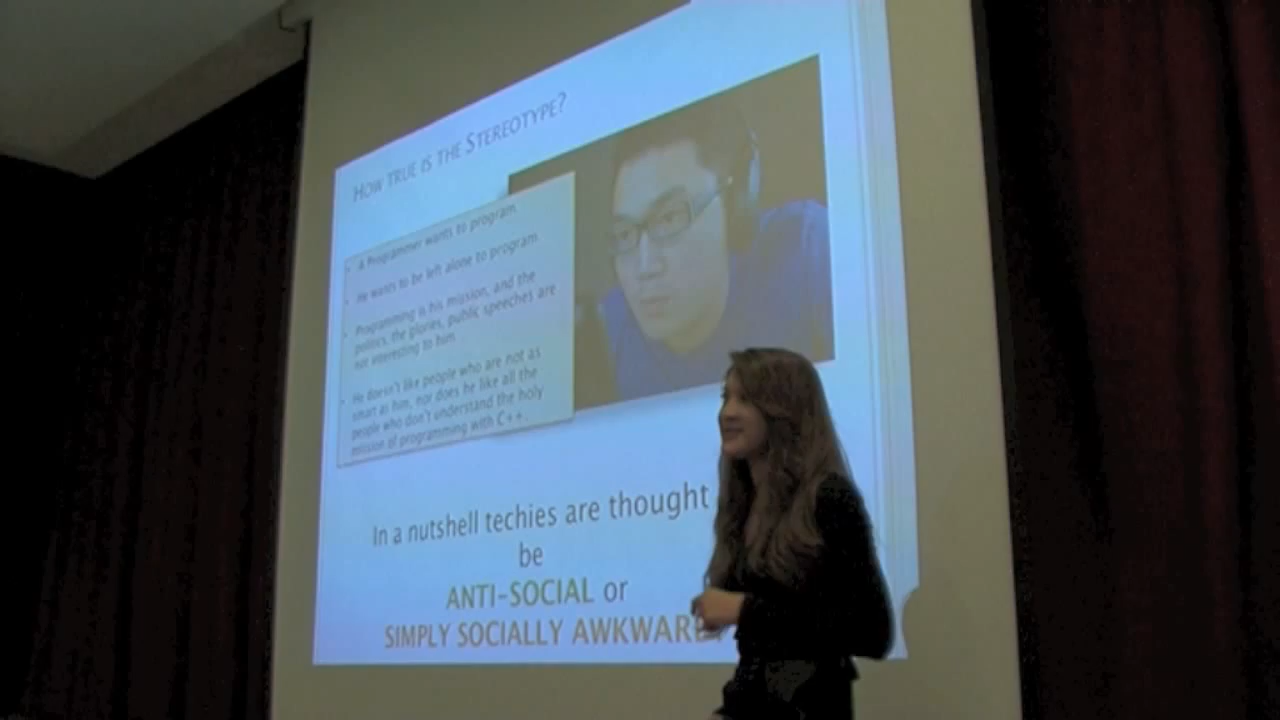 How true is the Stereotype?
• A Programmer wants to program.
• He wants to be left alone to program.
• Programming is his mission, and the
politics, the glories, public speeches are
not interesting to him.
• He doesn't like people who are not as
smart as him, nor does he like all the
people who don't understand the holy
mission of programming with C++.
In a nutshell techies are thought
be
ANTI-SOCIAL or
SIMPLY SOCIALLY AWKWARD